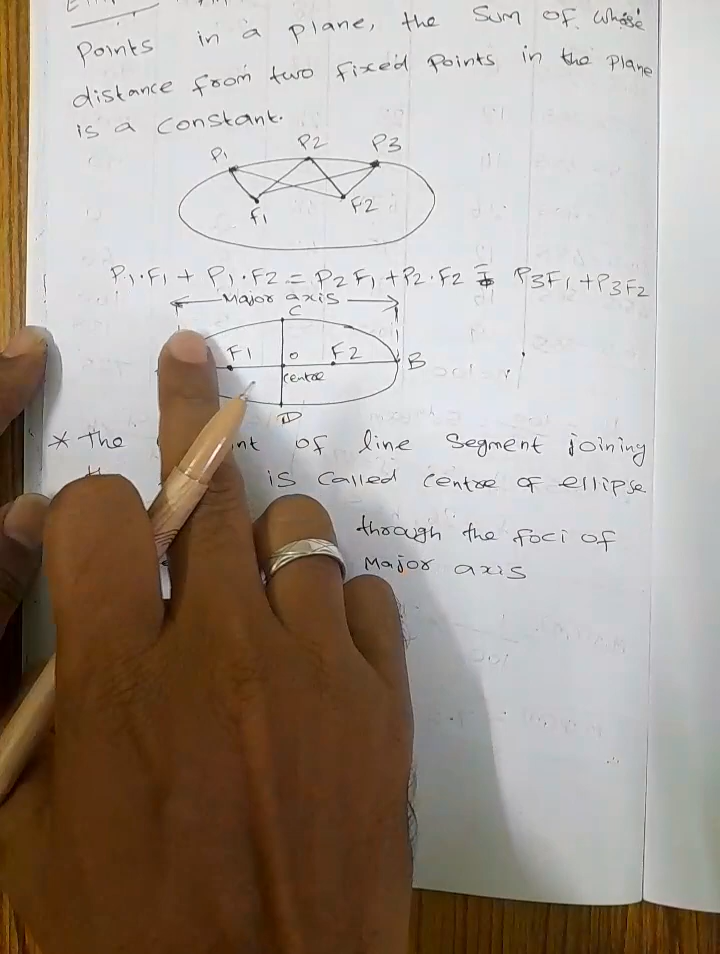 Points in a plane, the sum of whose
distance from two fixed points in the plane
is a constant.
P1 P2 P3
F1 F2
P1.F1 + P1.F2 = P2F1 + P2.F2 = P3F1 + P3F2
Major axis
C
F1 O F2 B
centre
D
* The of line segment joining
is called centre of ellipse
through the foci of
Major axis